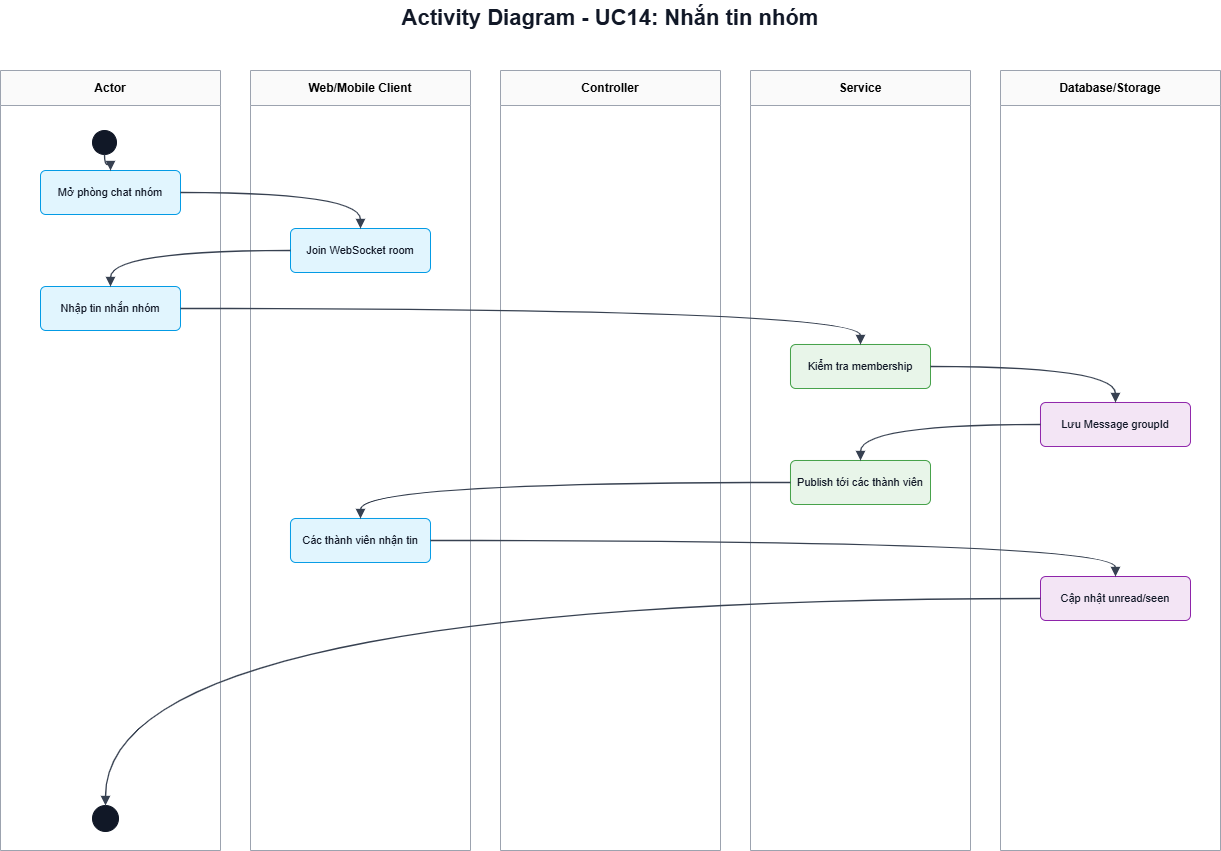 Activity Diagram - UC14: Nhắn tin nhóm
Actor
Web/Mobile Client
Controller
Service
Database/Storage
Mở phòng chat nhóm
Join WebSocket room
Nhập tin nhắn nhóm
Kiểm tra membership
Lưu Message groupId
Publish tới các thành viên
Các thành viên nhận tin
Cập nhật unread/seen